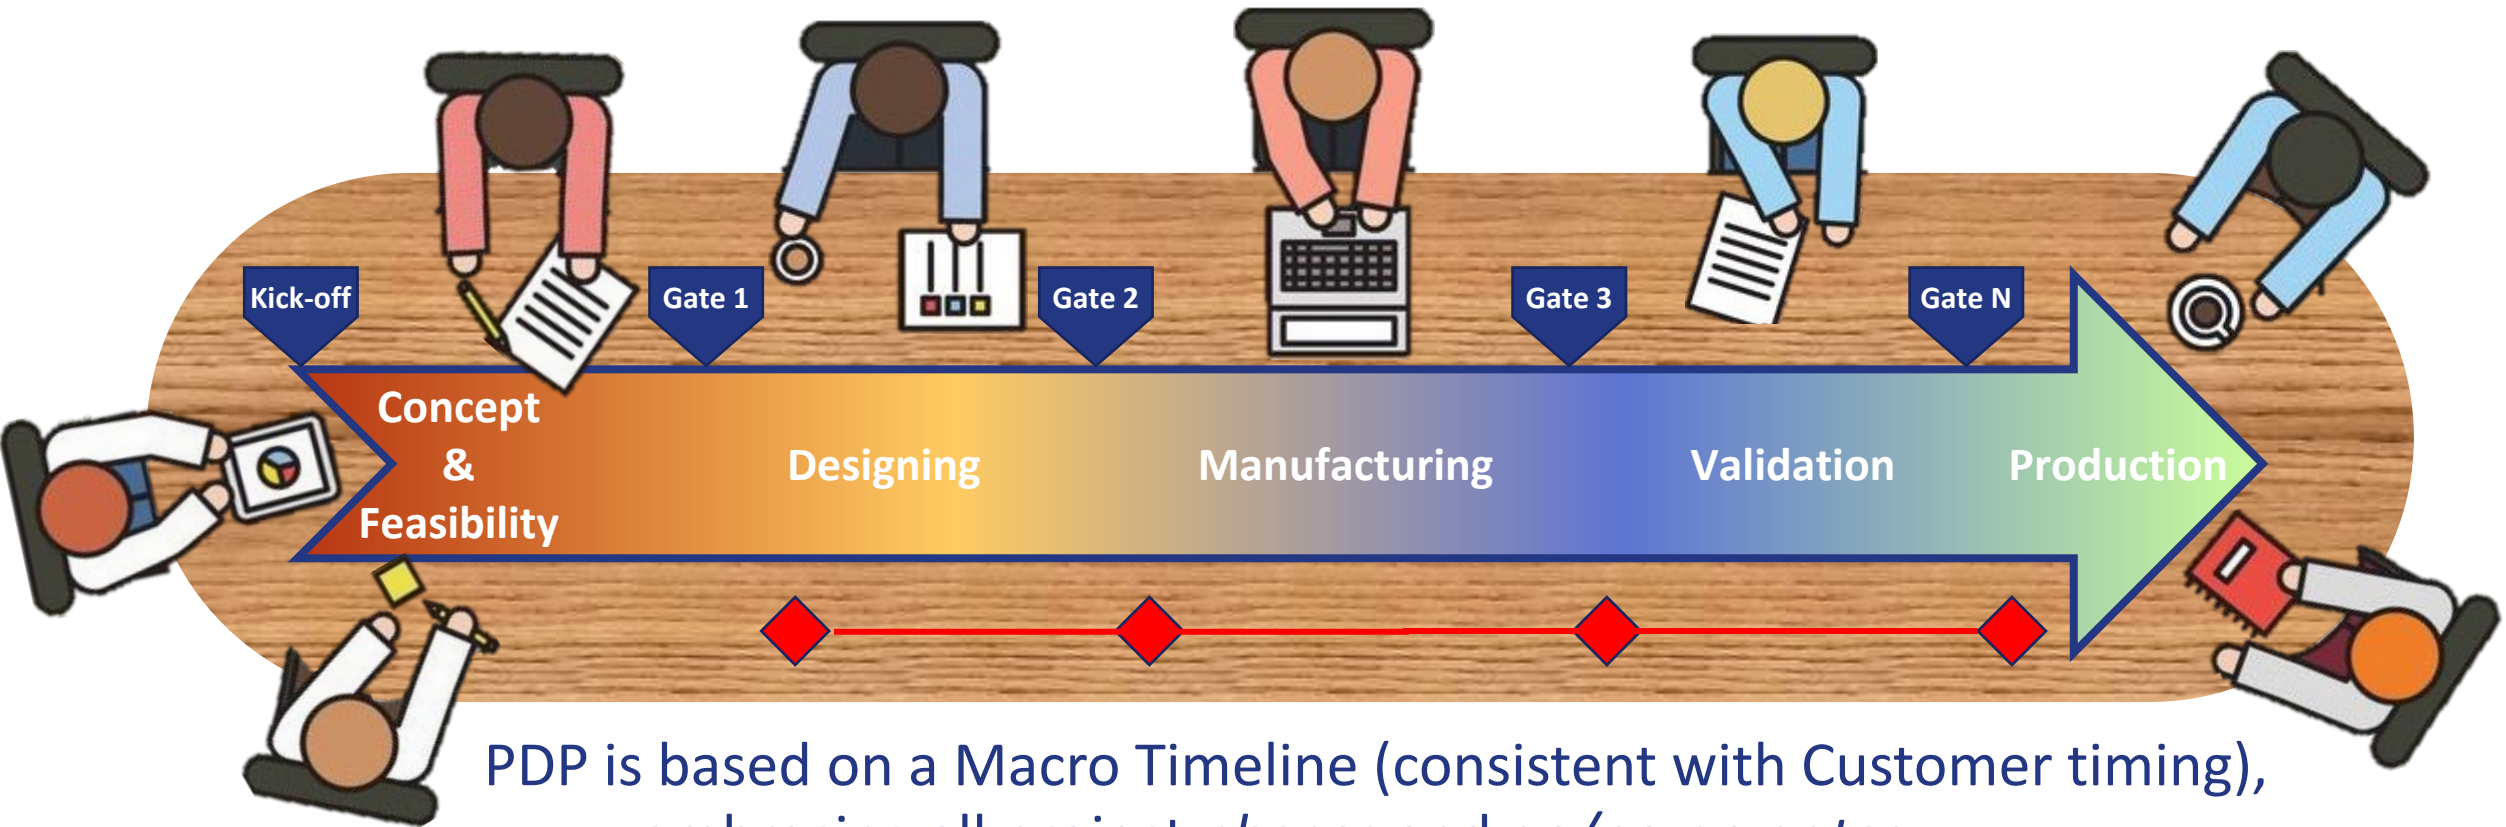 Kick-off
Gate 1
Gate 2
Gate 3
Gate N
Concept
&
Feasibility
Designing
Manufacturing
Validation
Production
PDP is based on a Macro Timeline (consistent with Customer timing),